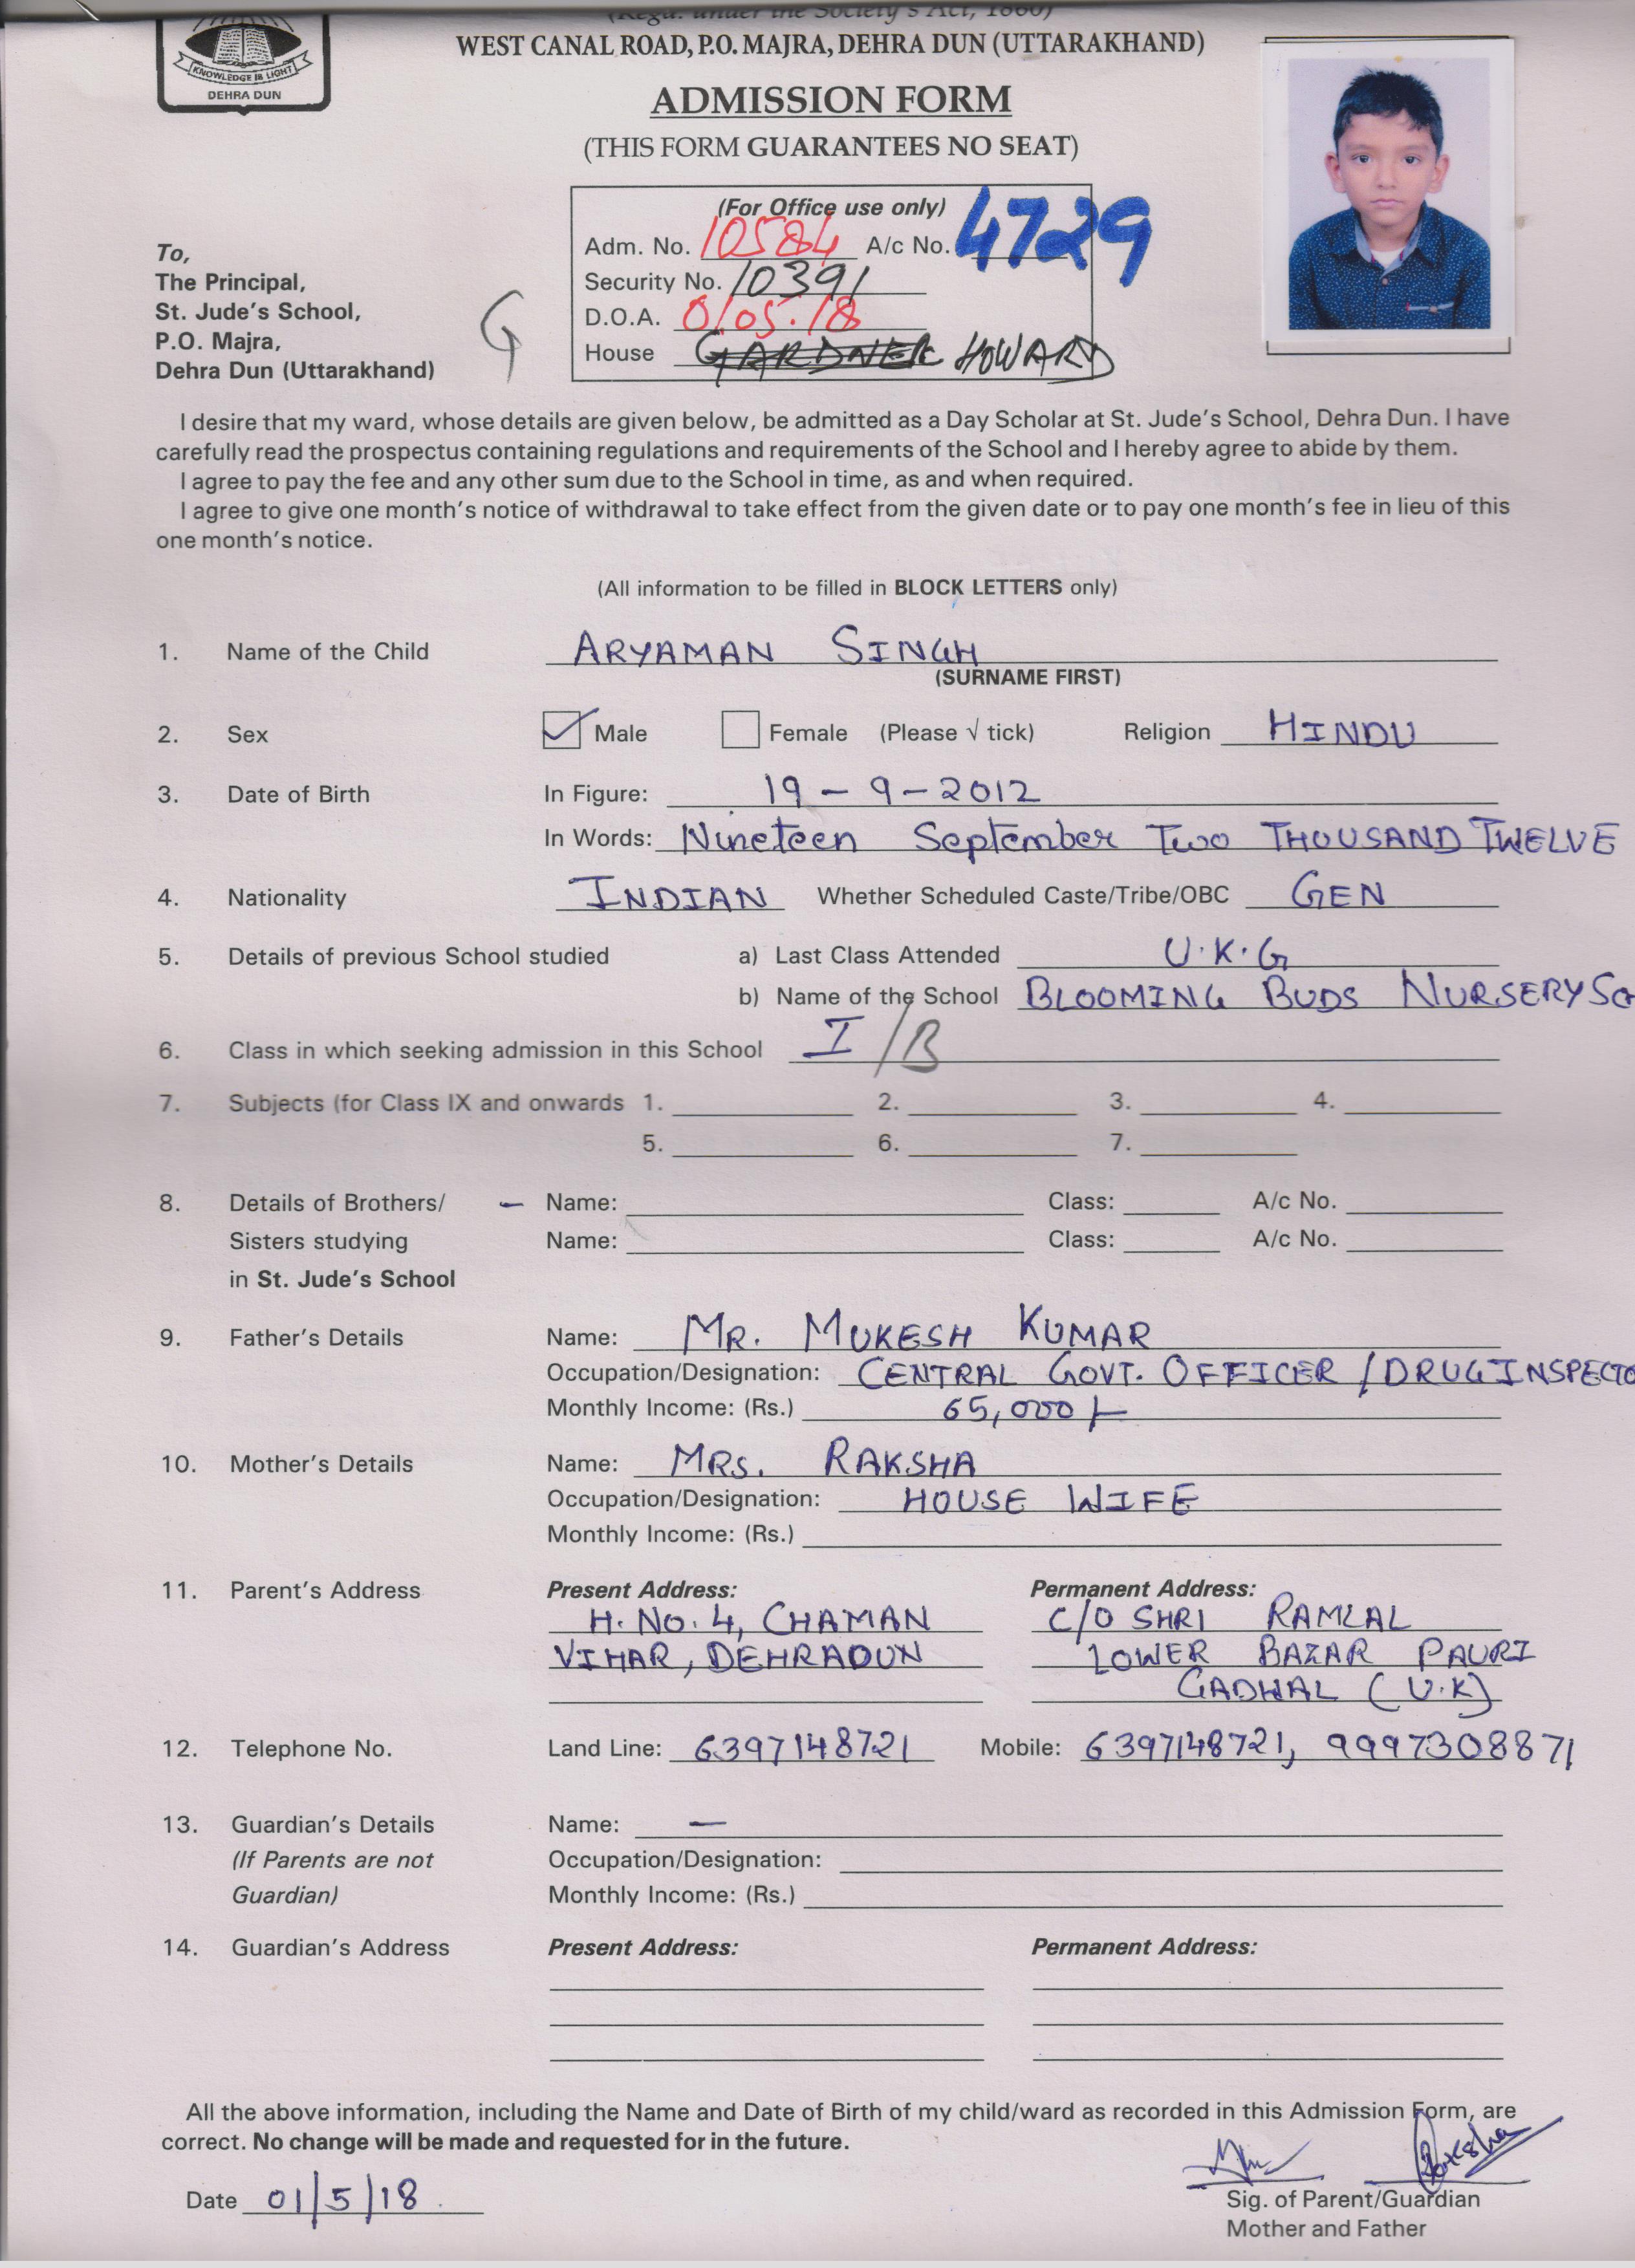 (Regd. under the Society's Act, 1860)
WEST CANAL ROAD, P.O. MAJRA, DEHRA DUN (UTTARAKHAND)
KNOWLEDGE IS LIGHT
DEHRA DUN
ADMISSION FORM
(THIS FORM GUARANTEES NO SEAT)
(For Office use only)
Adm. No. 10584 A/c No. 4729
Security No. 10391
D.O.A. 01.05.18
House GARDNER HOWARD
To,
The Principal,
St. Jude's School,
P.O. Majra,
Dehra Dun (Uttarakhand)
G
I desire that my ward, whose details are given below, be admitted as a Day Scholar at St. Jude's School, Dehra Dun. I have
carefully read the prospectus containing regulations and requirements of the School and I hereby agree to abide by them.
I agree to pay the fee and any other sum due to the School in time, as and when required.
I agree to give one month's notice of withdrawal to take effect from the given date or to pay one month's fee in lieu of this
one month's notice.
(All information to be filled in BLOCK LETTERS only)
1. Name of the Child ARYAMAN SINGH
(SURNAME FIRST)
2. Sex Male Female (Please √ tick) Religion HINDU
3. Date of Birth In Figure: 19 - 9 - 2012
In Words: Nineteen September Two THOUSAND TWELVE
4. Nationality INDIAN Whether Scheduled Caste/Tribe/OBC GEN
5. Details of previous School studied a) Last Class Attended U.K.G
b) Name of the School BLOOMING BUDS NURSERY SC
6. Class in which seeking admission in this School I/B
7. Subjects (for Class IX and onwards 1. 2. 3. 4.
5. 6. 7.
8. Details of Brothers/ - Name: Class: A/c No.
Sisters studying Name: Class: A/c No.
in St. Jude's School
9. Father's Details Name: MR. MUKESH KUMAR
Occupation/Designation: CENTRAL GOVT. OFFICER / DRUG INSPECTO
Monthly Income: (Rs.) 65,000/-
10. Mother's Details Name: MRS. RAKSHA
Occupation/Designation: HOUSE WIFE
Monthly Income: (Rs.)
11. Parent's Address Present Address: Permanent Address:
H. NO. 4, CHAMAN C/O SHRI RAMLAL
VIHAR, DEHRADUN LOWER BAZAR PAURI
GADHAL (U.K)
12. Telephone No. Land Line: 6397148721 Mobile: 6397148721, 9997308871
13. Guardian's Details Name: -
(If Parents are not Occupation/Designation:
Guardian) Monthly Income: (Rs.)
14. Guardian's Address Present Address: Permanent Address:
All the above information, including the Name and Date of Birth of my child/ward as recorded in this Admission Form, are
correct. No change will be made and requested for in the future.
Raksha
Date 01/5/18
Sig. of Parent/Guardian
Mother and Father